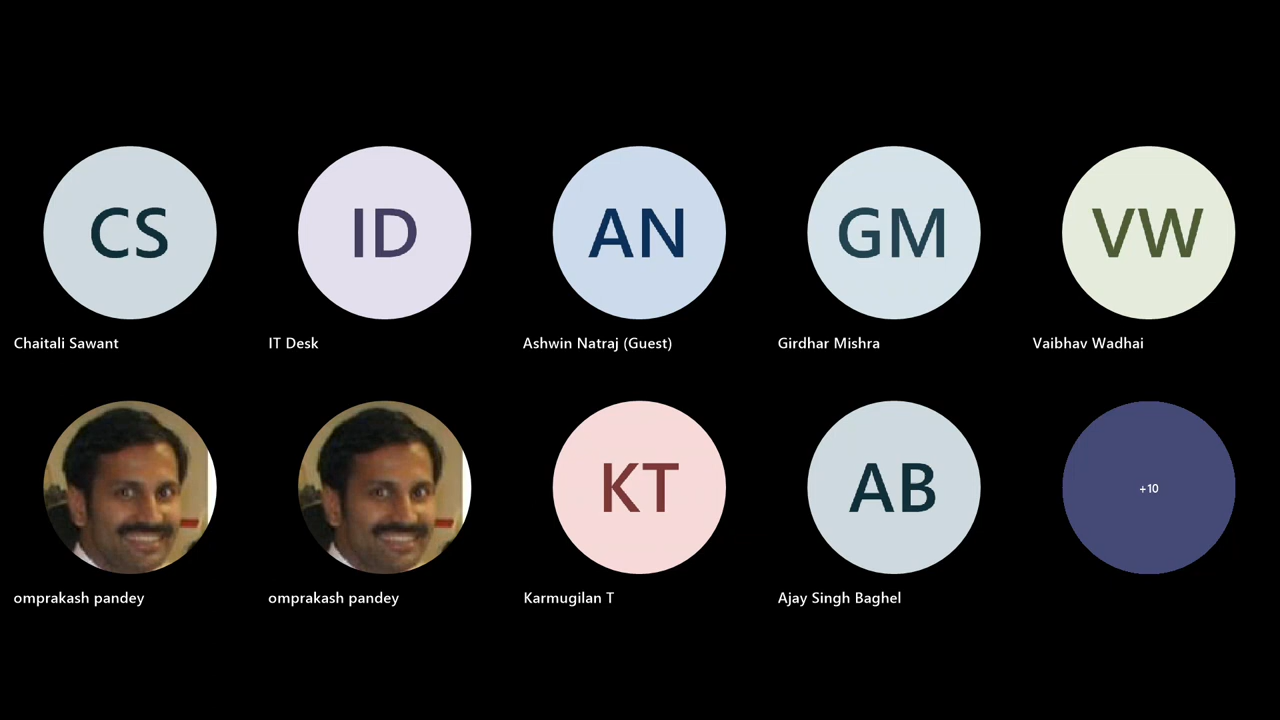 CS
ID
AN
GM
VW
Chaitali Sawant
IT Desk
Ashwin Natraj (Guest)
Girdhar Mishra
Vaibhav Wadhai
KT
AB
+10
omprakash pandey
omprakash pandey
Karmugilan T
Ajay Singh Baghel